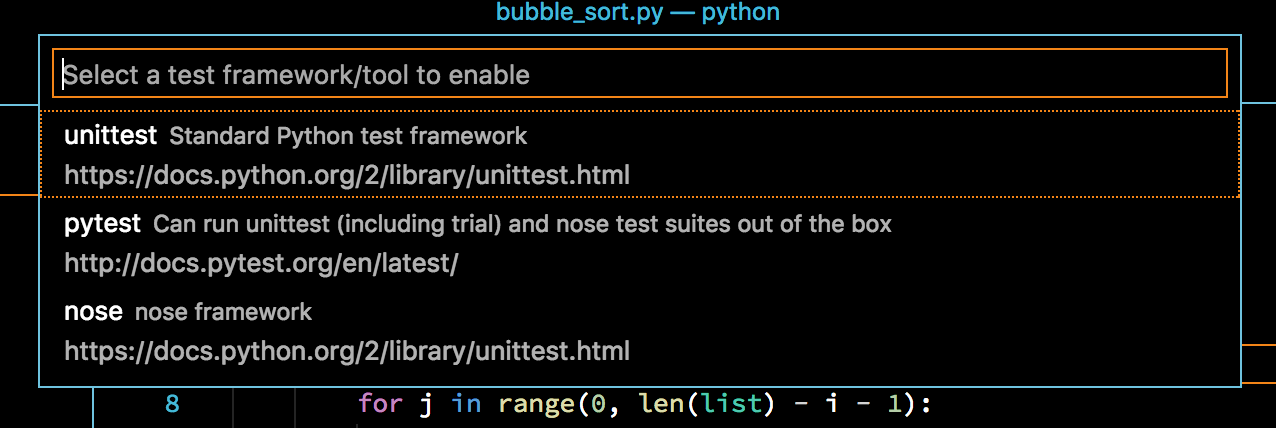 bubble_sort.py — python
Select a test framework/tool to enable
unittest Standard Python test framework
https://docs.python.org/2/library/unittest.html
pytest Can run unittest (including trial) and nose test suites out of the box
http://docs.pytest.org/en/latest/
nose nose framework
https://docs.python.org/2/library/unittest.html
8 for j in range(0, len(list) - i - 1):